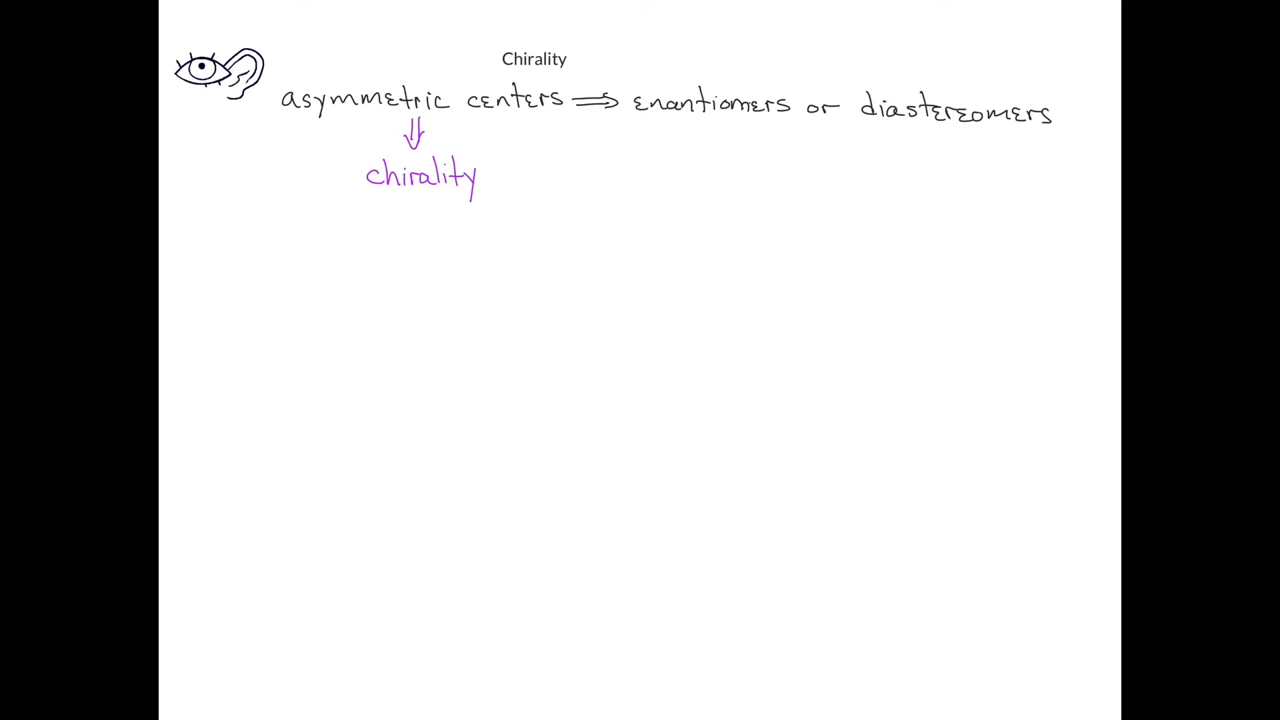 Chirality
asymmetric centers ⇒ enantiomers or diastereomers
⇓
chirality